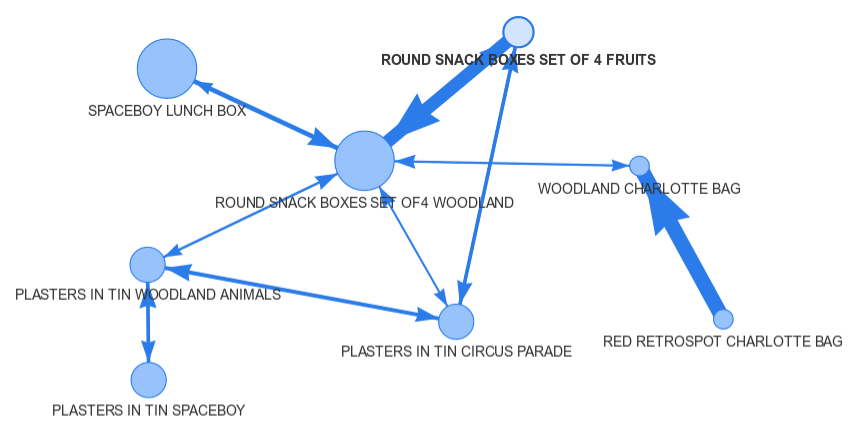 ROUND SNACK BOXES SET OF 4 FRUITS
SPACEBOY LUNCH BOX
WOODLAND CHARLOTTE BAG
ROUND SNACK BOXES SET OF4 WOODLAND
PLASTERS IN TIN WOODLAND ANIMALS
RED RETROSPOT CHARLOTTE BAG
PLASTERS IN TIN CIRCUS PARADE
PLASTERS IN TIN SPACEBOY